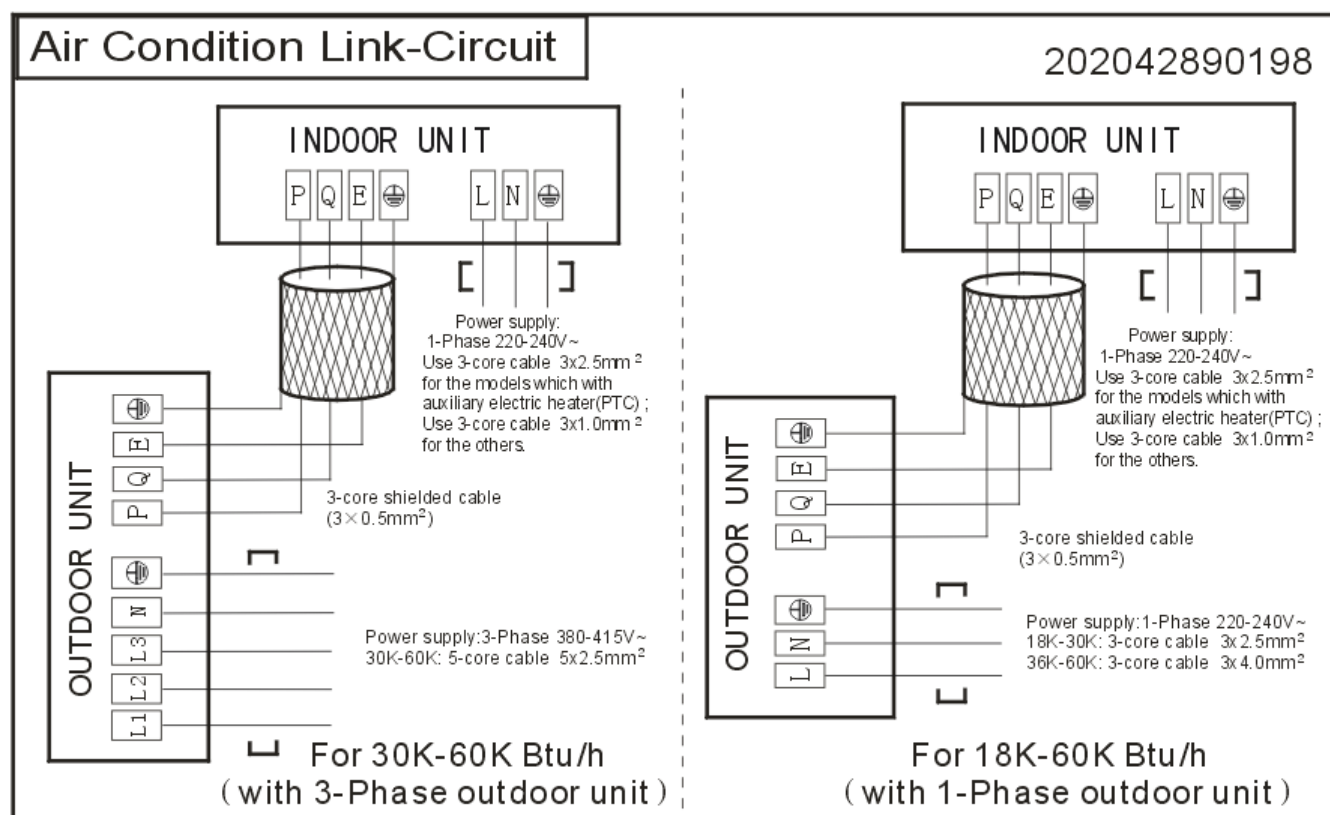 Air Condition Link-Circuit
202042890198
INDOOR UNIT
P Q E L N
Power supply:
1-Phase 220-240V~
Use 3-core cable 3x2.5mm²
for the models which with
auxiliary electric heater(PTC) ;
Use 3-core cable 3x1.0mm²
for the others.
OUTDOOR UNIT
E
Q
P
N
L3
L2
L1
3-core shielded cable
(3×0.5mm²)
Power supply:3-Phase 380-415V~
30K-60K: 5-core cable 5x2.5mm²
For 30K-60K Btu/h
(with 3-Phase outdoor unit)
INDOOR UNIT
P Q E L N
Power supply:
1-Phase 220-240V~
Use 3-core cable 3x2.5mm²
for the models which with
auxiliary electric heater(PTC) ;
Use 3-core cable 3x1.0mm²
for the others.
OUTDOOR UNIT
E
Q
P
N
L
3-core shielded cable
(3×0.5mm²)
Power supply:1-Phase 220-240V~
18K-30K: 3-core cable 3x2.5mm²
36K-60K: 3-core cable 3x4.0mm²
For 18K-60K Btu/h
(with 1-Phase outdoor unit)